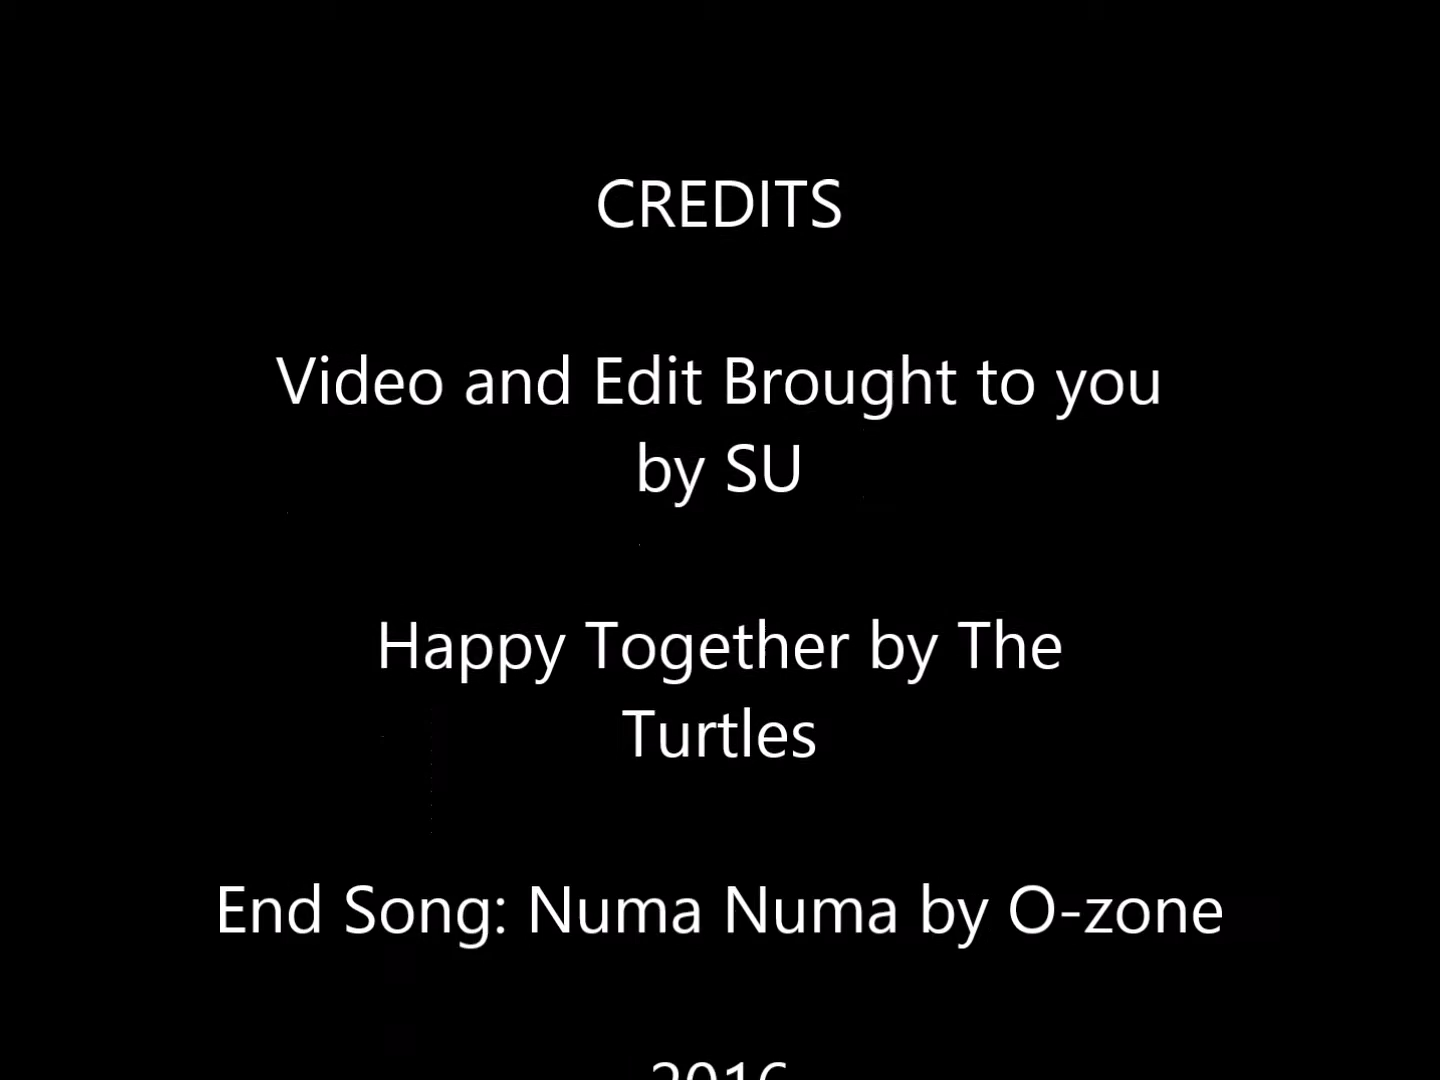 CREDITS
Video and Edit Brought to you
by SU
Happy Together by The
Turtles
End Song: Numa Numa by O-zone
2016